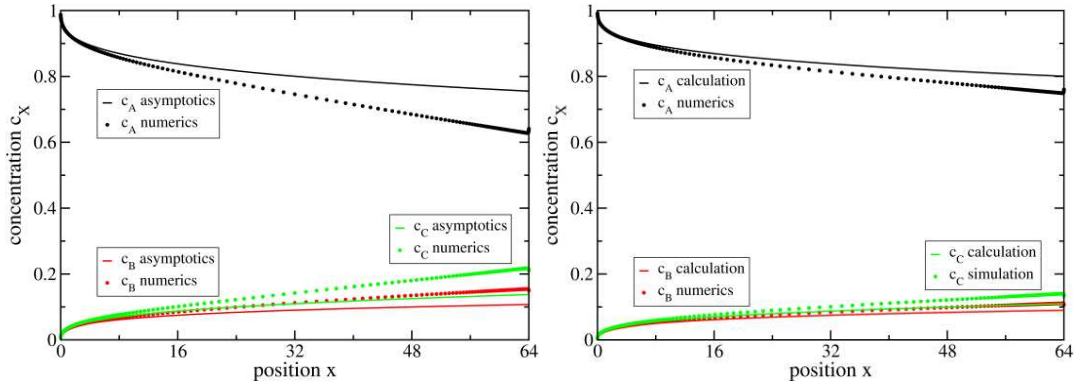 1
0.8
0.6
0.4
0.2
0
concentration c_X
c_A asymptotics
c_A numerics
c_C asymptotics
c_C numerics
c_B asymptotics
c_B numerics
0 16 32 48 64
position x
1
0.8
0.6
0.4
0.2
0
concentration c_X
c_A calculation
c_A numerics
c_C calculation
c_C simulation
c_B calculation
c_B numerics
0 16 32 48 64
position x